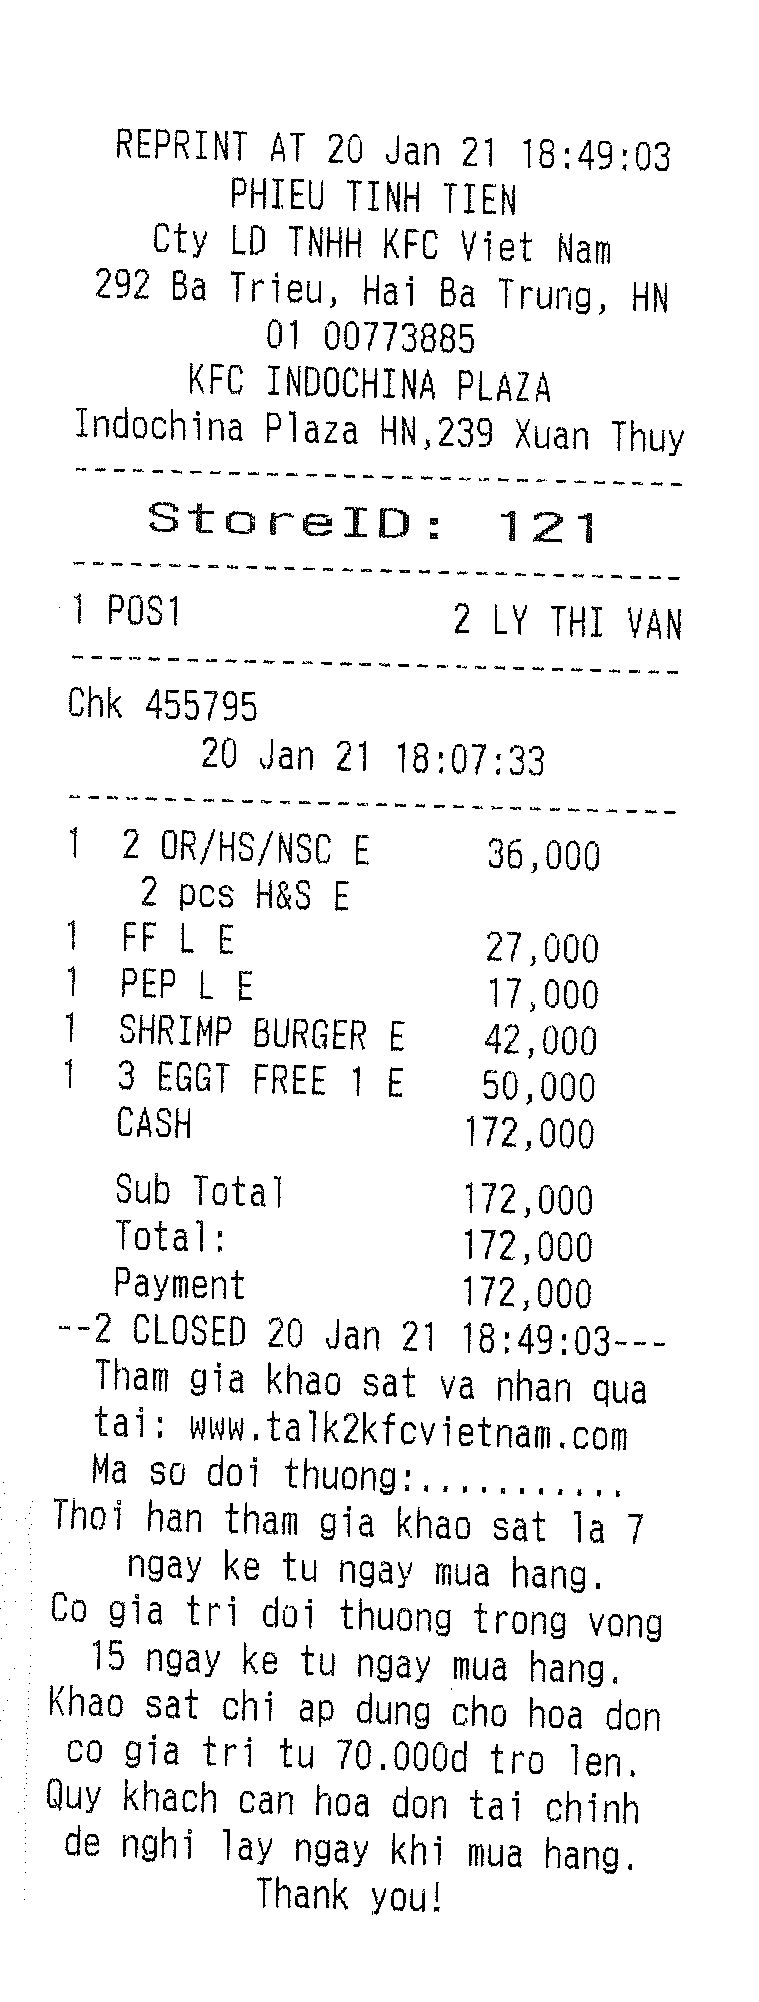 REPRINT AT 20 Jan 21 18:49:03
PHIEU TINH TIEN
Cty LD TNHH KFC Viet Nam
292 Ba Trieu, Hai Ba Trung, HN
01 00773885
KFC INDOCHINA PLAZA
Indochina Plaza HN,239 Xuan Thuy
--------------------------------
StoreID: 121
--------------------------------
1 POS1 2 LY THI VAN
--------------------------------
Chk 455795
20 Jan 21 18:07:33
--------------------------------
1 2 OR/HS/NSC E 36,000
2 pcs H&S E
1 FF L E 27,000
1 PEP L E 17,000
1 SHRIMP BURGER E 42,000
1 3 EGGT FREE 1 E 50,000
CASH 172,000
Sub Total 172,000
Total: 172,000
Payment 172,000
--2 CLOSED 20 Jan 21 18:49:03---
Tham gia khao sat va nhan qua
tai: www.talk2kfcvietnam.com
Ma so doi thuong:...........
Thoi han tham gia khao sat la 7
ngay ke tu ngay mua hang.
Co gia tri doi thuong trong vong
15 ngay ke tu ngay mua hang.
Khao sat chi ap dung cho hoa don
co gia tri tu 70.000d tro len.
Quy khach can hoa don tai chinh
de nghi lay ngay khi mua hang.
Thank you!